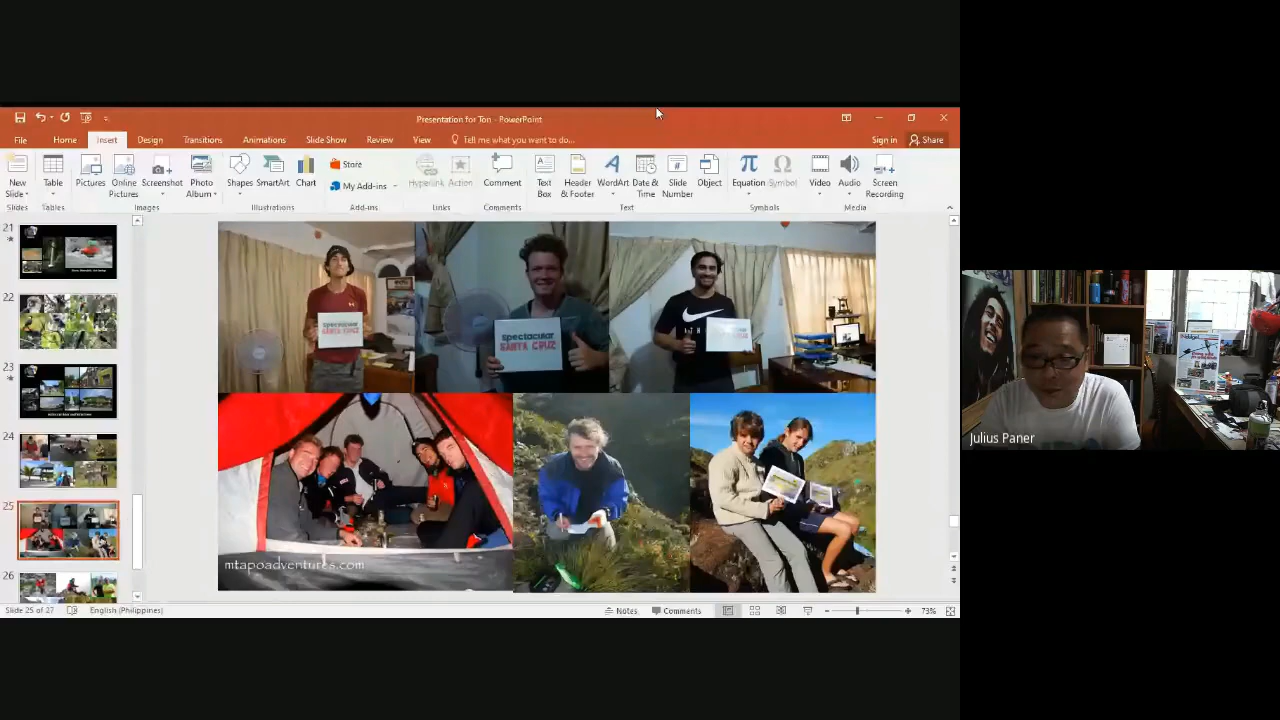 Presentation for Ton - PowerPoint
File Home Insert Design Transitions Animations Slide Show Review View Tell me what you want to do... Sign in Share
New Slide Table Pictures Online Pictures Screenshot Photo Album Shapes SmartArt Chart Store My Add-ins Hyperlink Action Comment Text Box Header & Footer WordArt Date & Time Slide Number Object Equation Symbol Video Audio Screen Recording
Slides Tables Images Illustrations Add-ins Links Comments Text Symbols Media
21
22
23
24
25
26
spectacular
SANTA CRUZ
spectacular
SANTA CRUZ
mtapoadventures.com
Julius Paner
Slide 25 of 27 English (Philippines) Notes Comments 73%